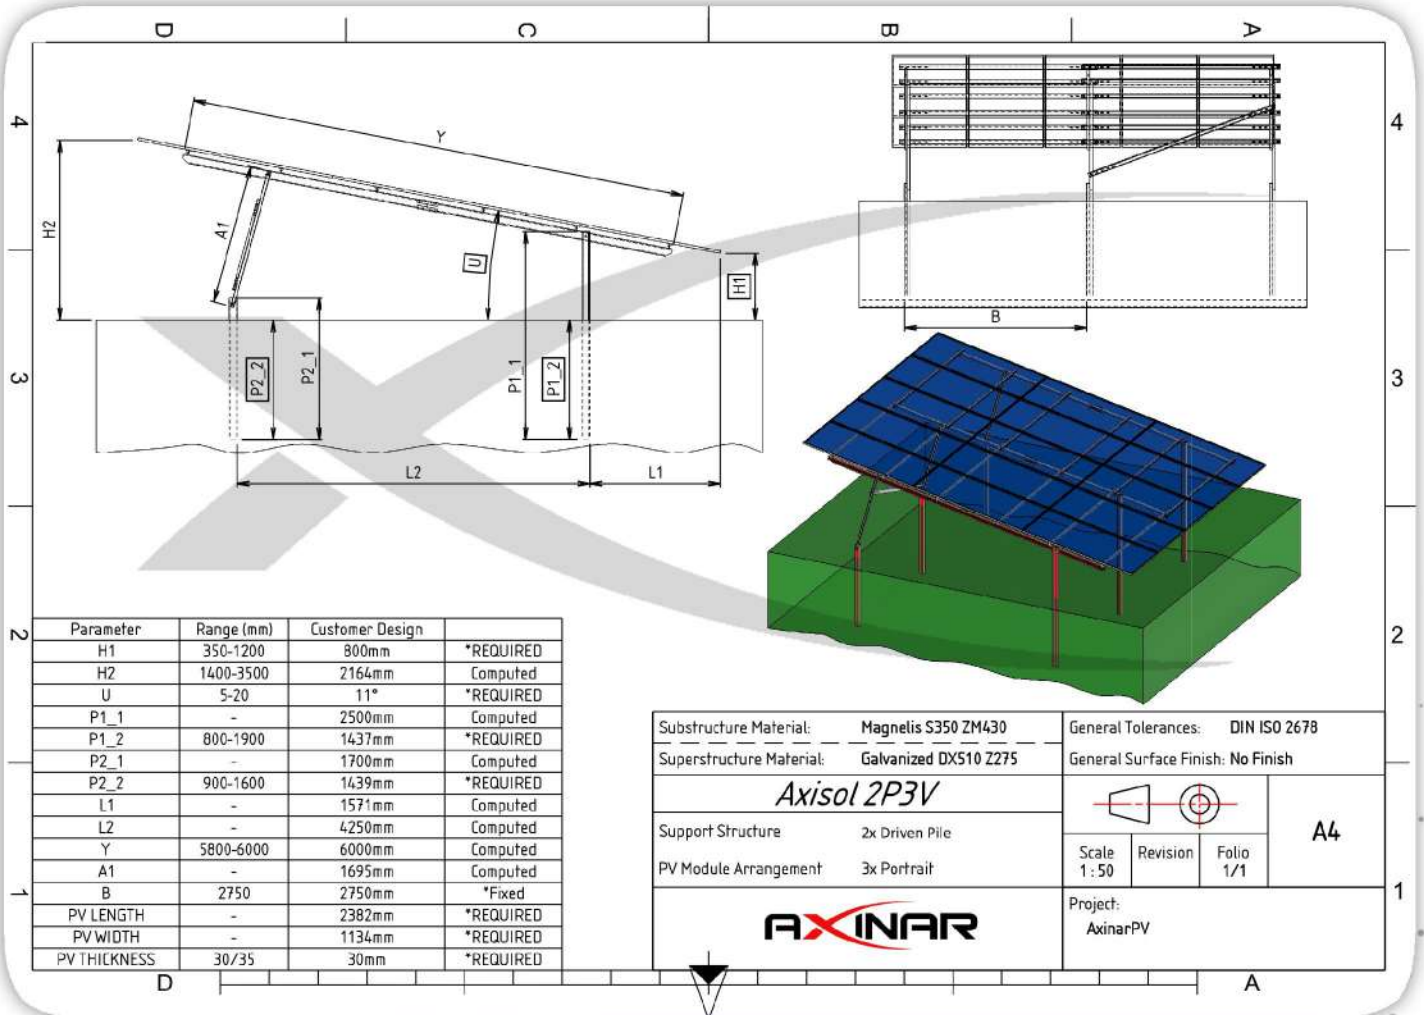 D C B A
4 4
3 3
2 2
1 1
Y
H2
A1
U
H1
P2_2
P2_1
P1_1
P1_2
L2
L1
B
Parameter Range (mm) Customer Design
H1 350-1200 800mm *REQUIRED
H2 1400-3500 2164mm Computed
U 5-20 11° *REQUIRED
P1_1 - 2500mm Computed
P1_2 800-1900 1437mm *REQUIRED
P2_1 - 1700mm Computed
P2_2 900-1600 1439mm *REQUIRED
L1 - 1571mm Computed
L2 - 4250mm Computed
Y 5800-6000 6000mm Computed
A1 - 1695mm Computed
B 2750 2750mm *Fixed
PV LENGTH - 2382mm *REQUIRED
PV WIDTH - 1134mm *REQUIRED
PV THICKNESS 30/35 30mm *REQUIRED
Substructure Material: Magnelis S350 ZM430
Superstructure Material: Galvanized DX510 Z275
Axisol 2P3V
Support Structure 2x Driven Pile
PV Module Arrangement 3x Portrait
AXINAR
General Tolerances: DIN ISO 2678
General Surface Finish: No Finish
A4
Scale Revision Folio
1:50 1/1
Project:
AxinarPV
D A